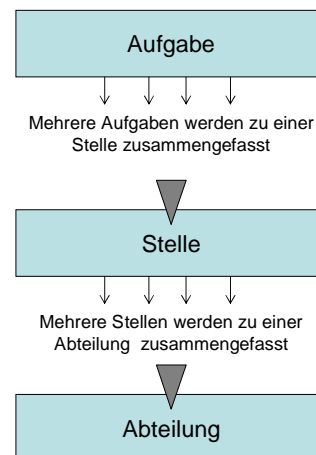 Aufgabe
Mehrere Aufgaben werden zu einer
Stelle zusammengefasst
Stelle
Mehrere Stellen werden zu einer
Abteilung zusammengefasst
Abteilung